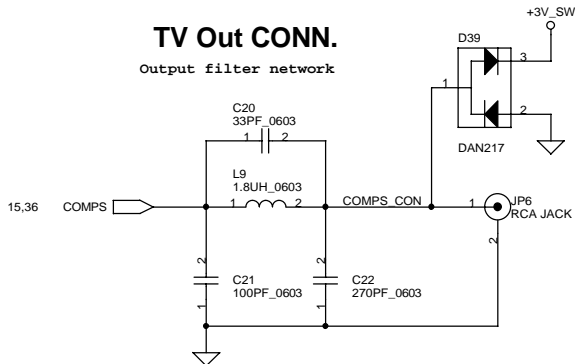 TV Out CONN.
Output filter network
+3V_SW
D39
3
1
2
DAN217
C20
33PF_0603
1 2
L9
1.8UH_0603
15,36 COMPS
1 2
COMPS_CON
1
JP6
RCA JACK
2
2
C21
100PF_0603
1
2
C22
270PF_0603
1